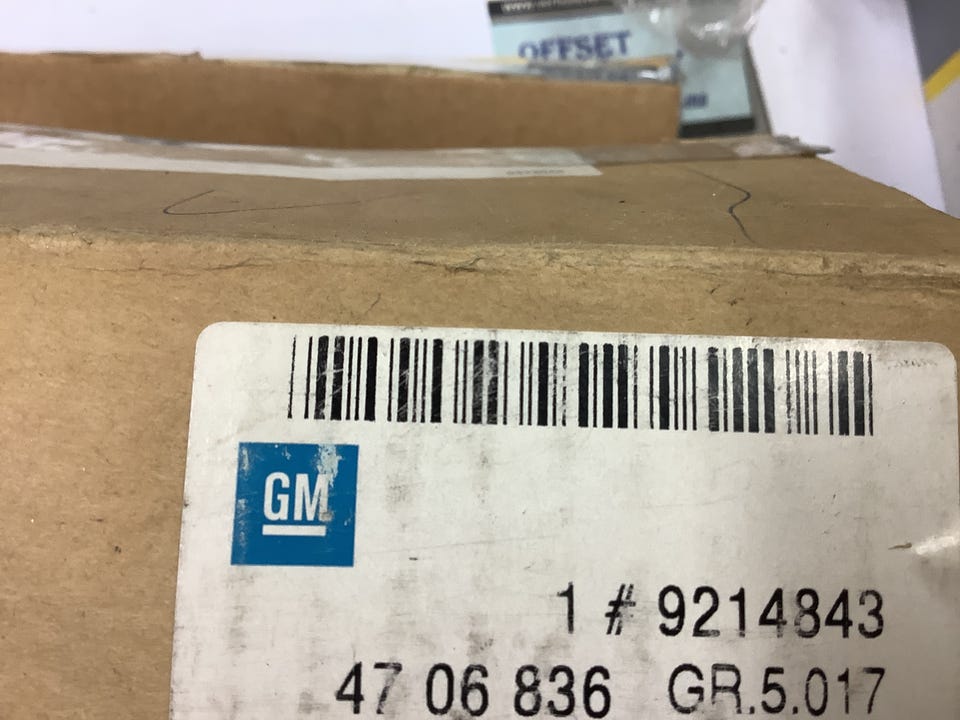 OFFSET
GM
1 # 9214843
47 06 836 GR.5.017